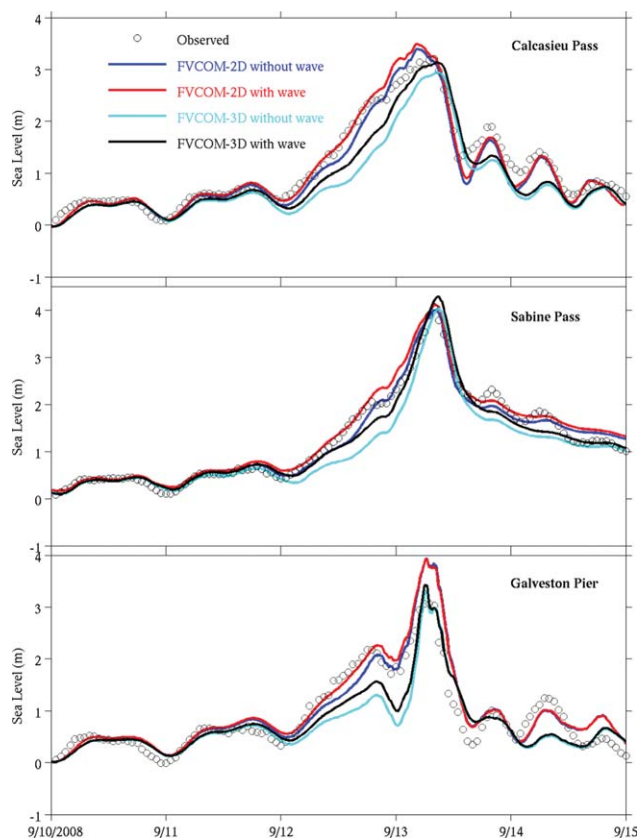 4
Calcasieu Pass
Observed
FVCOM-2D without wave
FVCOM-2D with wave
FVCOM-3D without wave
FVCOM-3D with wave
3
2
1
0
-1
Sea Level (m)
Sabine Pass
4
3
2
1
0
-1
Sea Level (m)
4
Galveston Pier
3
2
1
0
-1
Sea Level (m)
9/10/2008 9/11 9/12 9/13 9/14 9/15